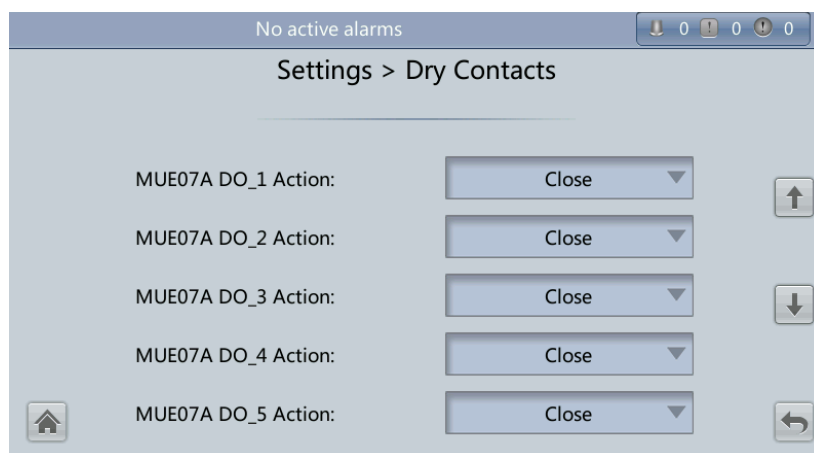 No active alarms 0 0 0
Settings > Dry Contacts
MUE07A DO_1 Action: Close
MUE07A DO_2 Action: Close
MUE07A DO_3 Action: Close
MUE07A DO_4 Action: Close
MUE07A DO_5 Action: Close